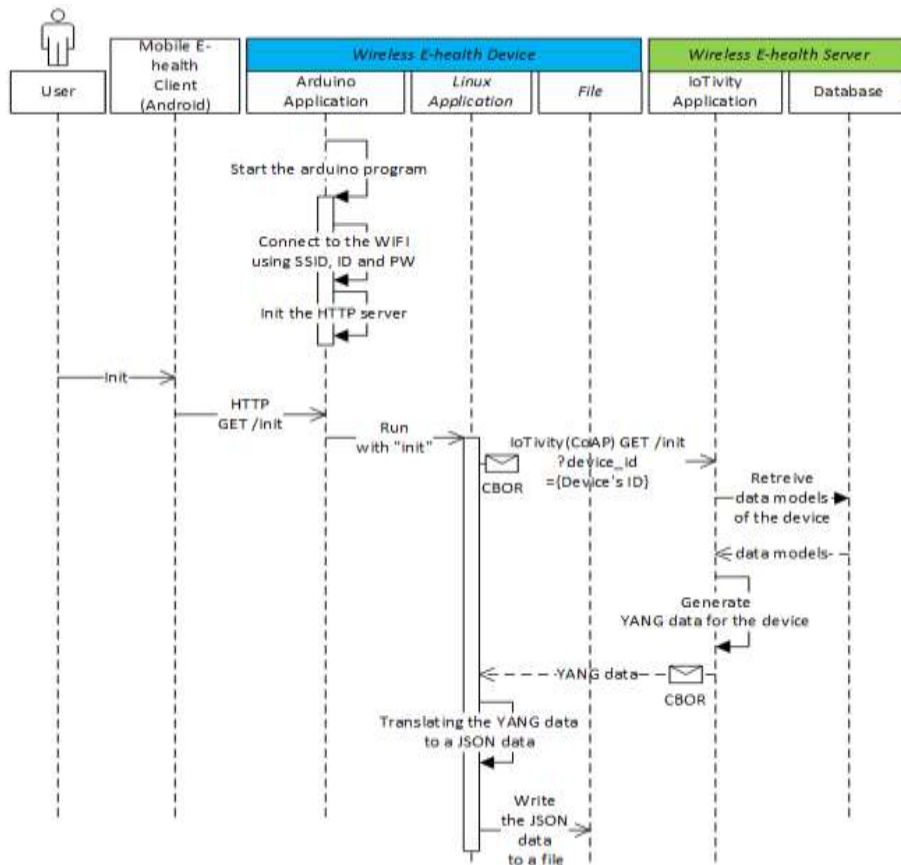 Wireless E-health Device
Wireless E-health Server
User
Mobile E-
health
Client
(Android)
Arduino
Application
Linux
Application
File
IoTivity
Application
Database
Start the arduino program
Connect to the WIFI
using SSID, ID and PW
Init the HTTP server
Init
HTTP
GET /init
Run
with "init"
IoTivity(CoAP) GET /init
?device_id
={Device's ID}
CBOR
Retreive
data models
of the device
data models
Generate
YANG data for the device
YANG data
CBOR
Translating the YANG data
to a JSON data
Write
the JSON
data
to a file